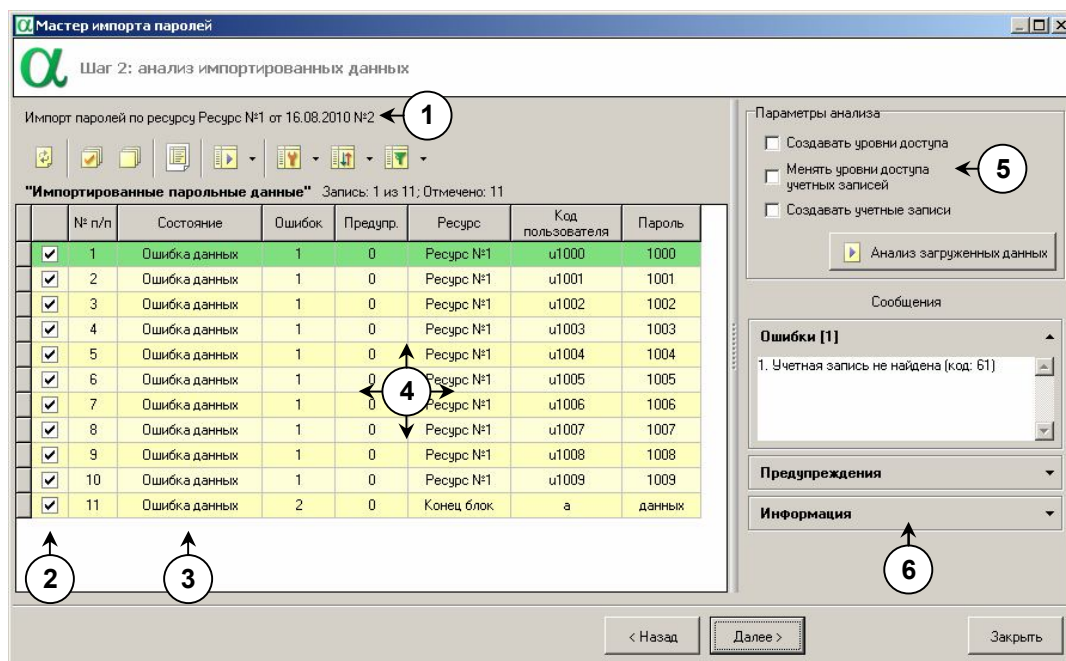 Мастер импорта паролей
Шаг 2: анализ импортированных данных
Импорт паролей по ресурсу Ресурс №1 от 16.08.2010 №2
1
"Импортированные парольные данные" Запись: 1 из 11; Отмечено: 11
№ п/п Состояние Ошибок Предупр. Ресурс Код пользователя Пароль
1 Ошибка данных 1 0 Ресурс №1 u1000 1000
2 Ошибка данных 1 0 Ресурс №1 u1001 1001
3 Ошибка данных 1 0 Ресурс №1 u1002 1002
4 Ошибка данных 1 0 Ресурс №1 u1003 1003
5 Ошибка данных 1 0 Ресурс №1 u1004 1004
6 Ошибка данных 1 0 Ресурс №1 u1005 1005
4
7 Ошибка данных 1 0 Ресурс №1 u1006 1006
8 Ошибка данных 1 0 Ресурс №1 u1007 1007
9 Ошибка данных 1 0 Ресурс №1 u1008 1008
10 Ошибка данных 1 0 Ресурс №1 u1009 1009
11 Ошибка данных 2 0 Конец блок а данных
2
3
Параметры анализа
Создавать уровни доступа
Менять уровни доступа
учетных записей
5
Создавать учетные записи
Анализ загруженных данных
Сообщения
Ошибки [1]
1. Учетная запись не найдена (код: 61)
Предупреждения
Информация
6
< Назад
Далее >
Закрыть